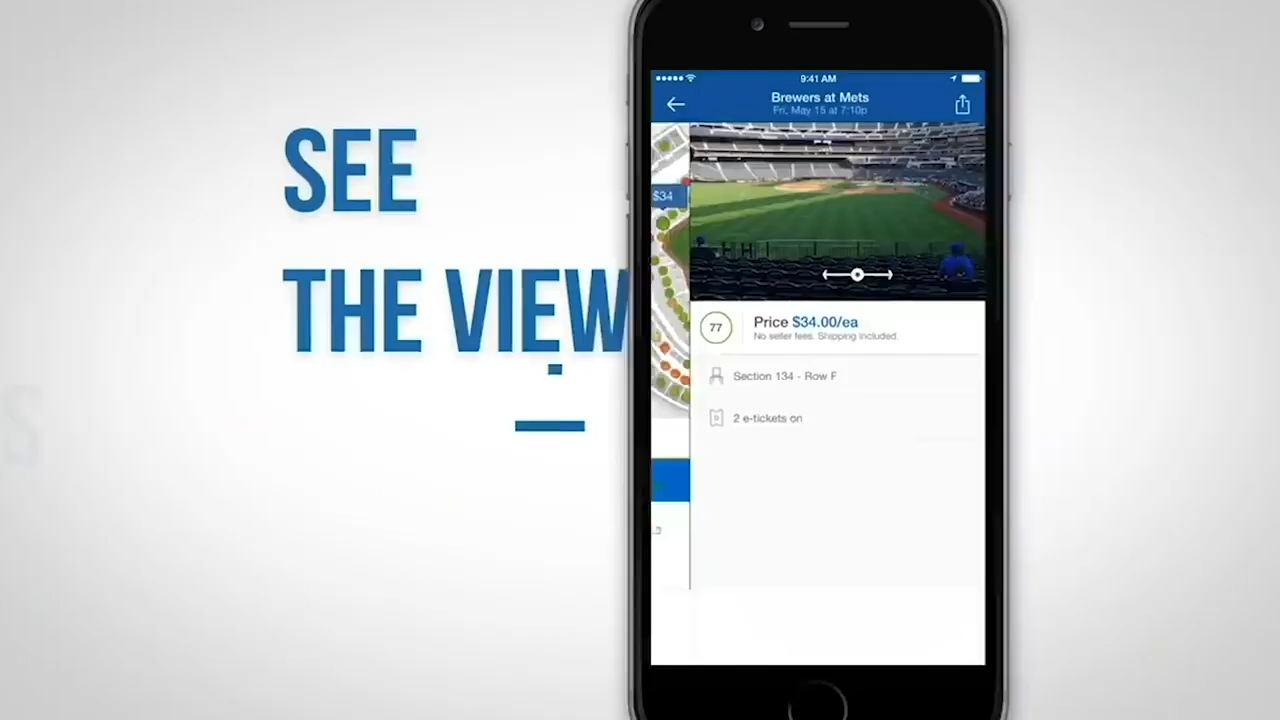 SEE
THE VIEW
9:41 AM
Brewers at Mets
Fri, May 15 at 7:10p
$34
77
Price $34.00/ea
No seller fees. Shipping included.
Section 134 - Row F
2 e-tickets on
S